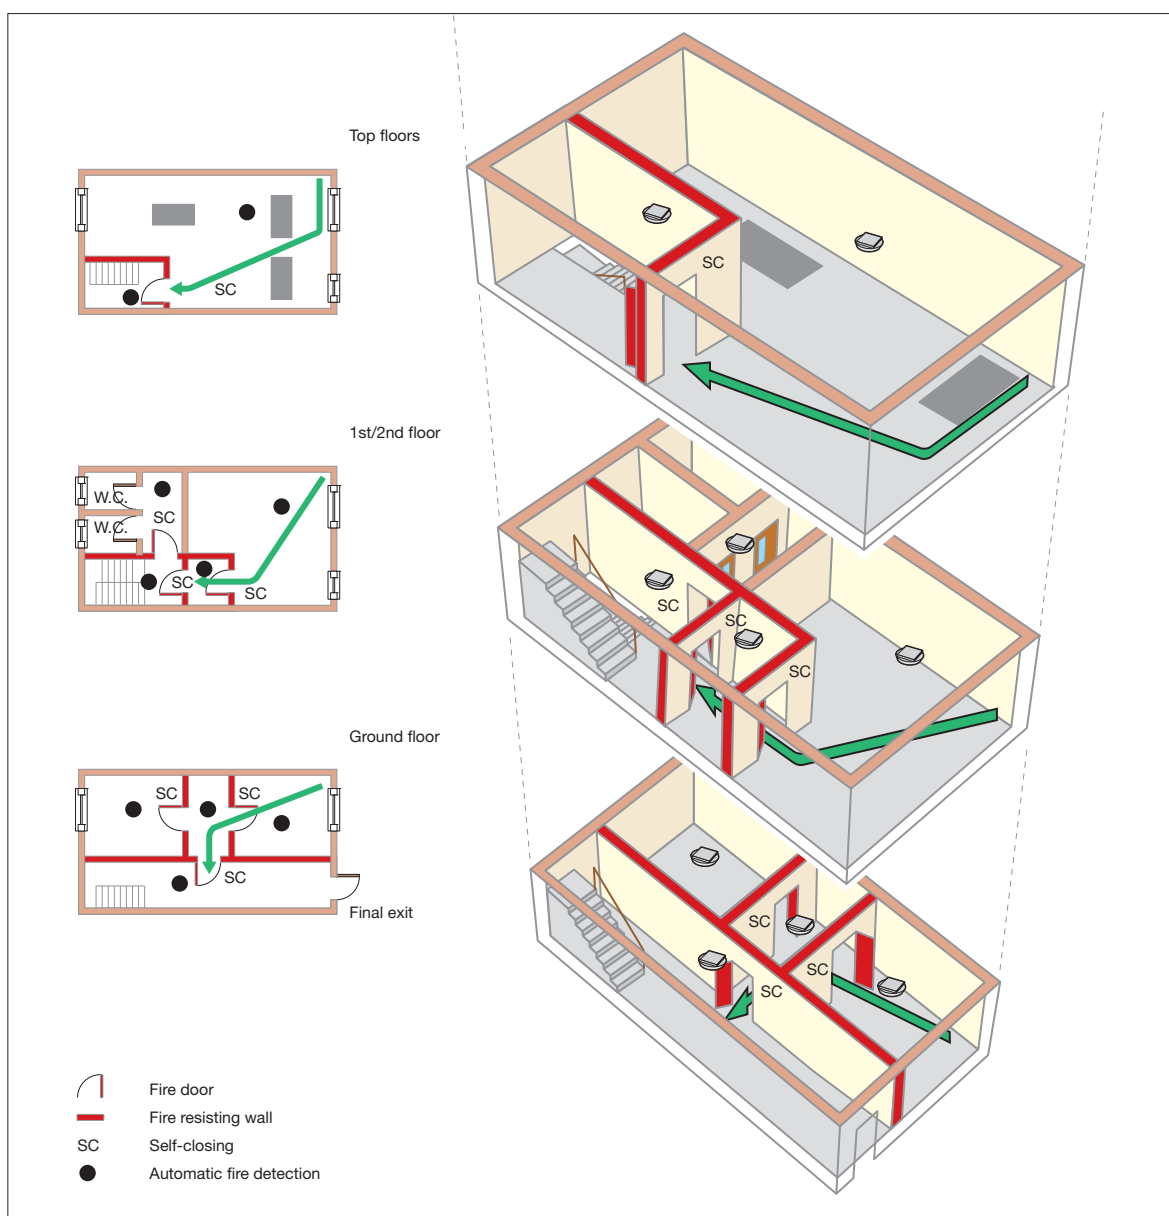 Top floors
SC
SC
1st/2nd floor
W.C.
W.C.
SC
SC
SC
SC
SC
SC
Ground floor
SC
SC
SC
Final exit
SC
SC
SC
Fire door
Fire resisting wall
SC
Self-closing
Automatic fire detection